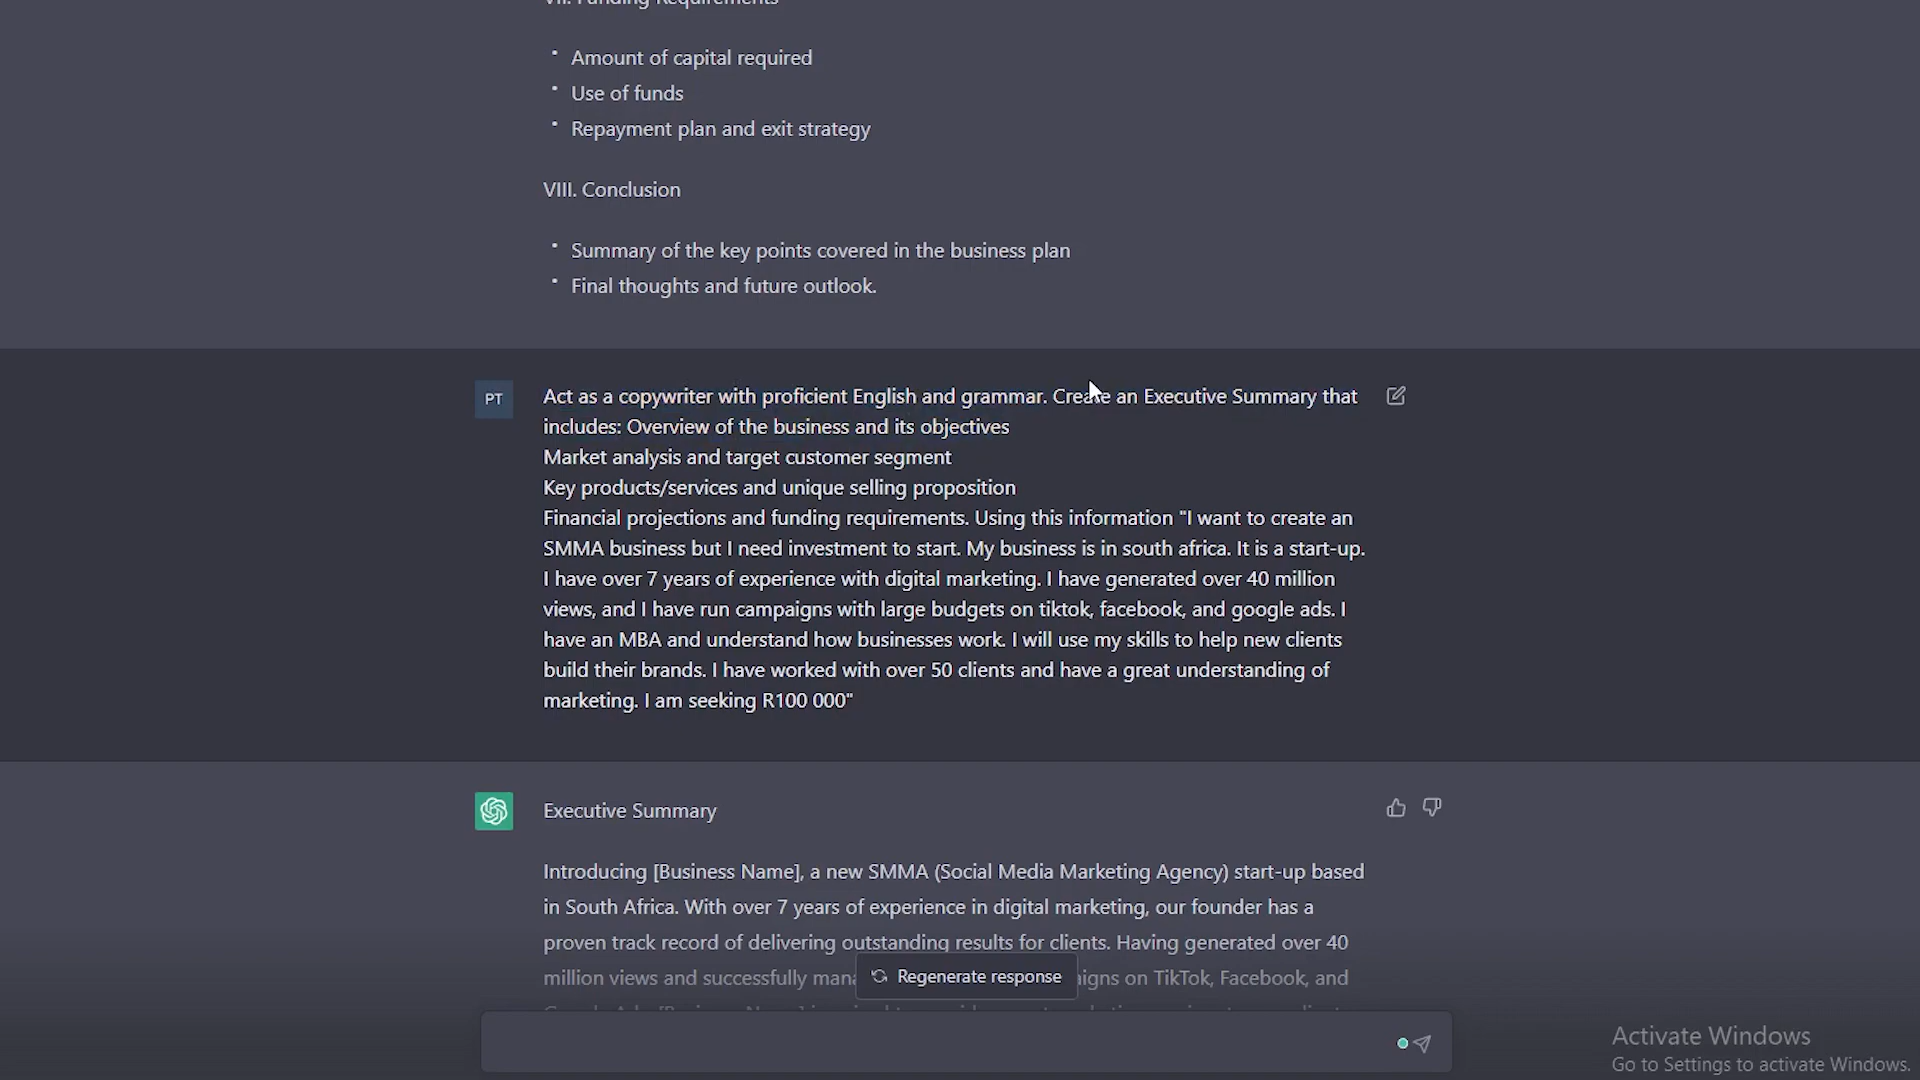 VII. Funding Requirements
Amount of capital required
Use of funds
Repayment plan and exit strategy
VIII. Conclusion
Summary of the key points covered in the business plan
Final thoughts and future outlook.
PT
Act as a copywriter with proficient English and grammar. Create an Executive Summary that
includes: Overview of the business and its objectives
Market analysis and target customer segment
Key products/services and unique selling proposition
Financial projections and funding requirements. Using this information "I want to create an
SMMA business but I need investment to start. My business is in south africa. It is a start-up.
I have over 7 years of experience with digital marketing. I have generated over 40 million
views, and I have run campaigns with large budgets on tiktok, facebook, and google ads. I
have an MBA and understand how businesses work. I will use my skills to help new clients
build their brands. I have worked with over 50 clients and have a great understanding of
marketing. I am seeking R100 000"
Executive Summary
Introducing [Business Name], a new SMMA (Social Media Marketing Agency) start-up based
in South Africa. With over 7 years of experience in digital marketing, our founder has a
proven track record of delivering outstanding results for clients. Having generated over 40
million views and successfully mana igns on TikTok, Facebook, and
Regenerate response
Activate Windows
Go to Settings to activate Windows.